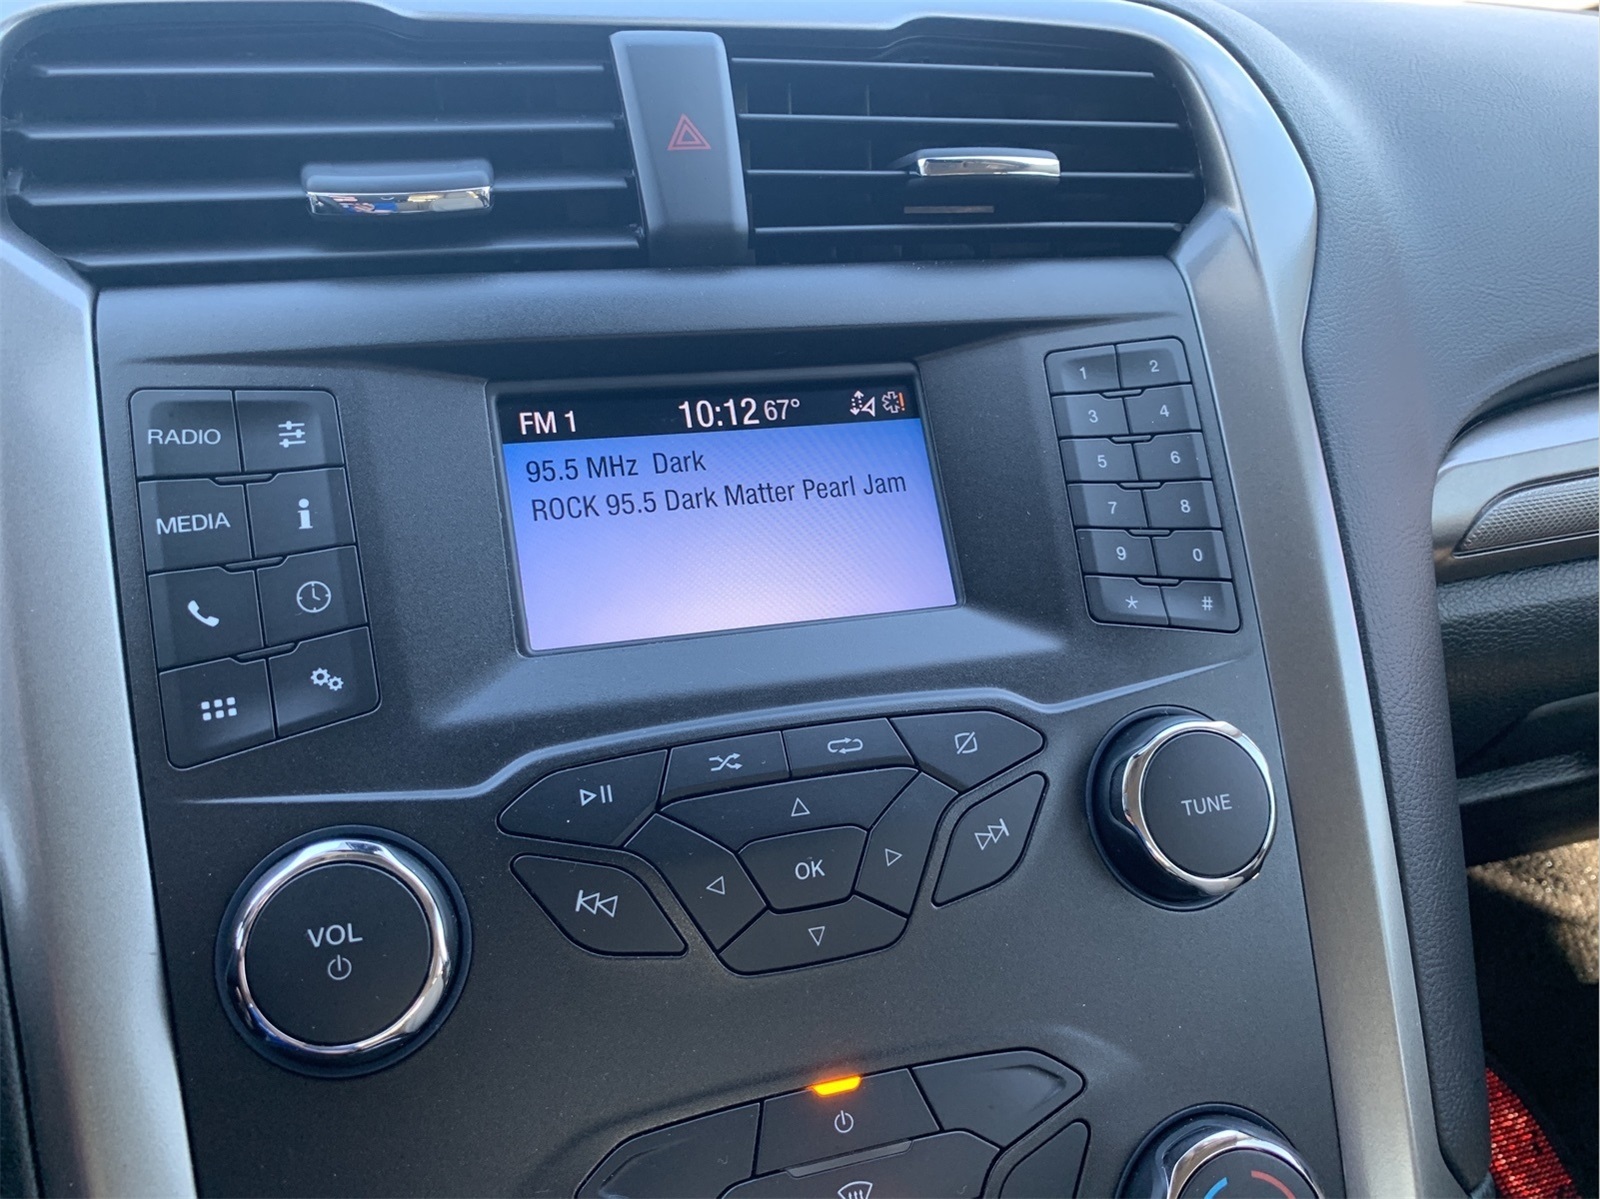 FM 1 10:12 67°
95.5 MHz Dark
ROCK 95.5 Dark Matter Pearl Jam
RADIO
MEDIA
1 2
3 4
5 6
7 8
9 0
* #
OK
TUNE
VOL